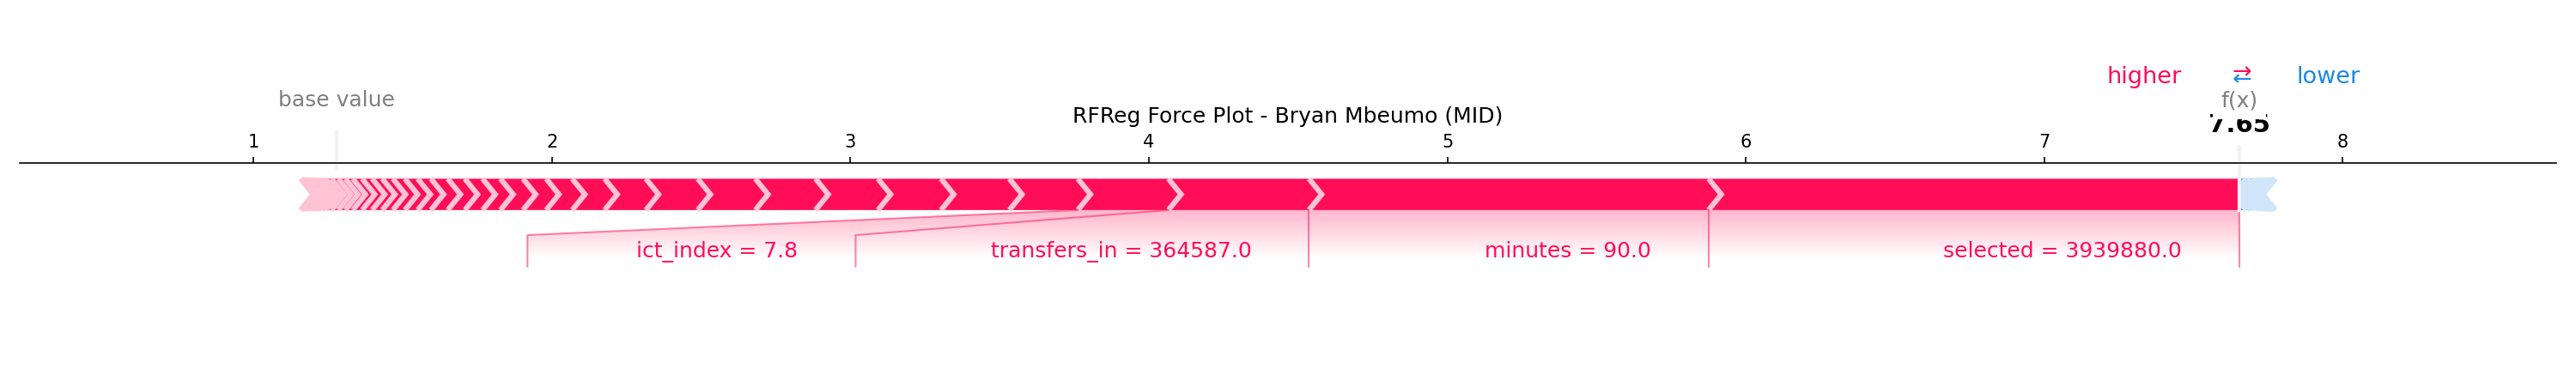 higher ⇄ lower
base value f(x)
RFReg Force Plot - Bryan Mbeumo (MID)
7.65
1 2 3 4 5 6 7 8
ict_index = 7.8 transfers_in = 364587.0 minutes = 90.0 selected = 3939880.0